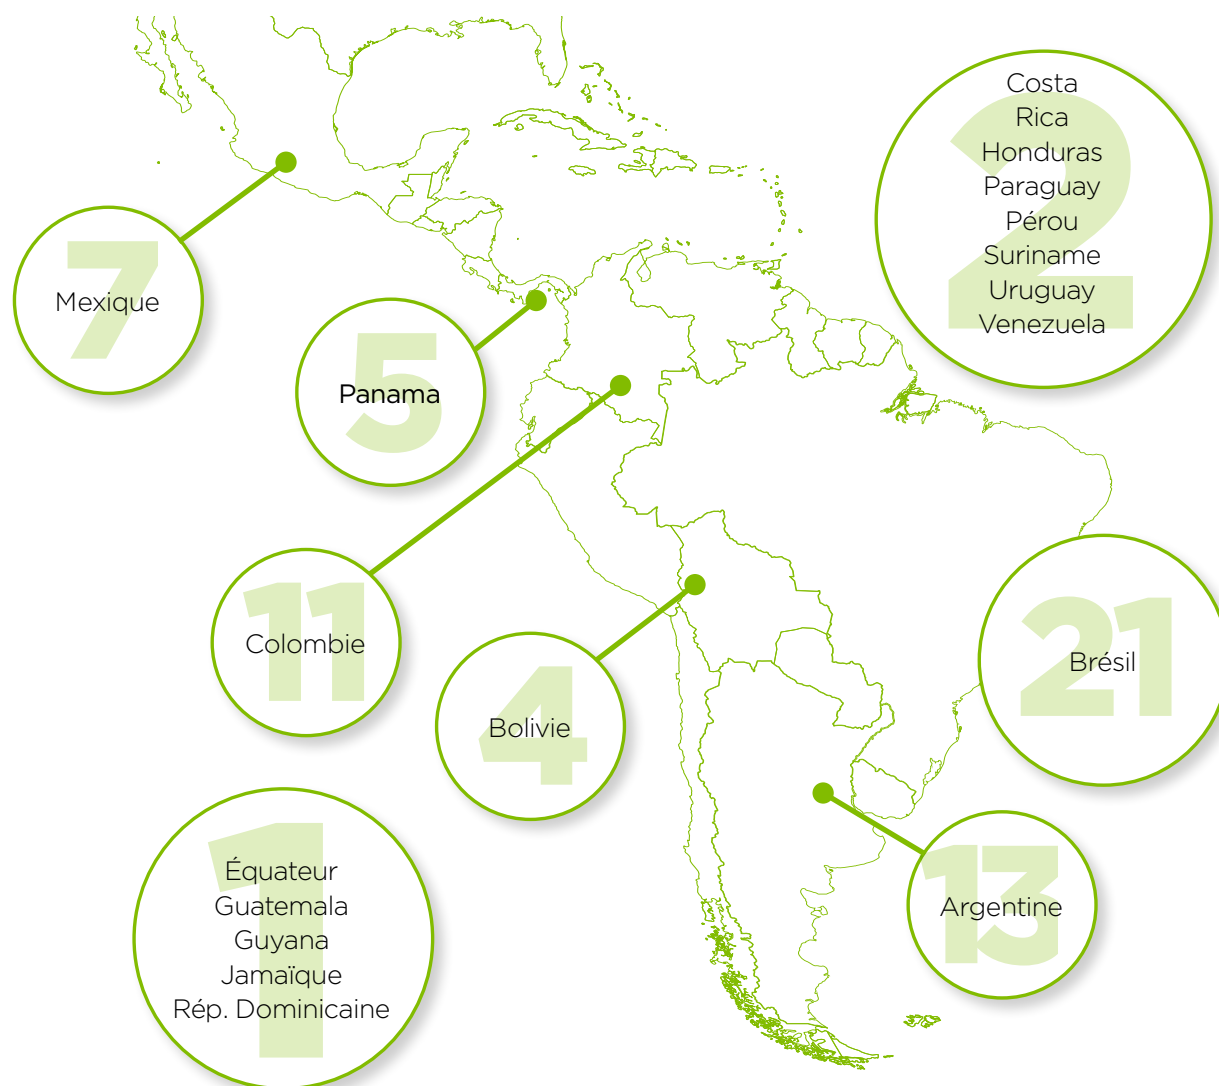 2
Costa
Rica
Honduras
Paraguay
Pérou
Suriname
Uruguay
Venezuela
7
Mexique
5
Panama
11
Colombie
4
Bolivie
21
Brésil
13
Argentine
1
Équateur
Guatemala
Guyana
Jamaïque
Rép. Dominicaine